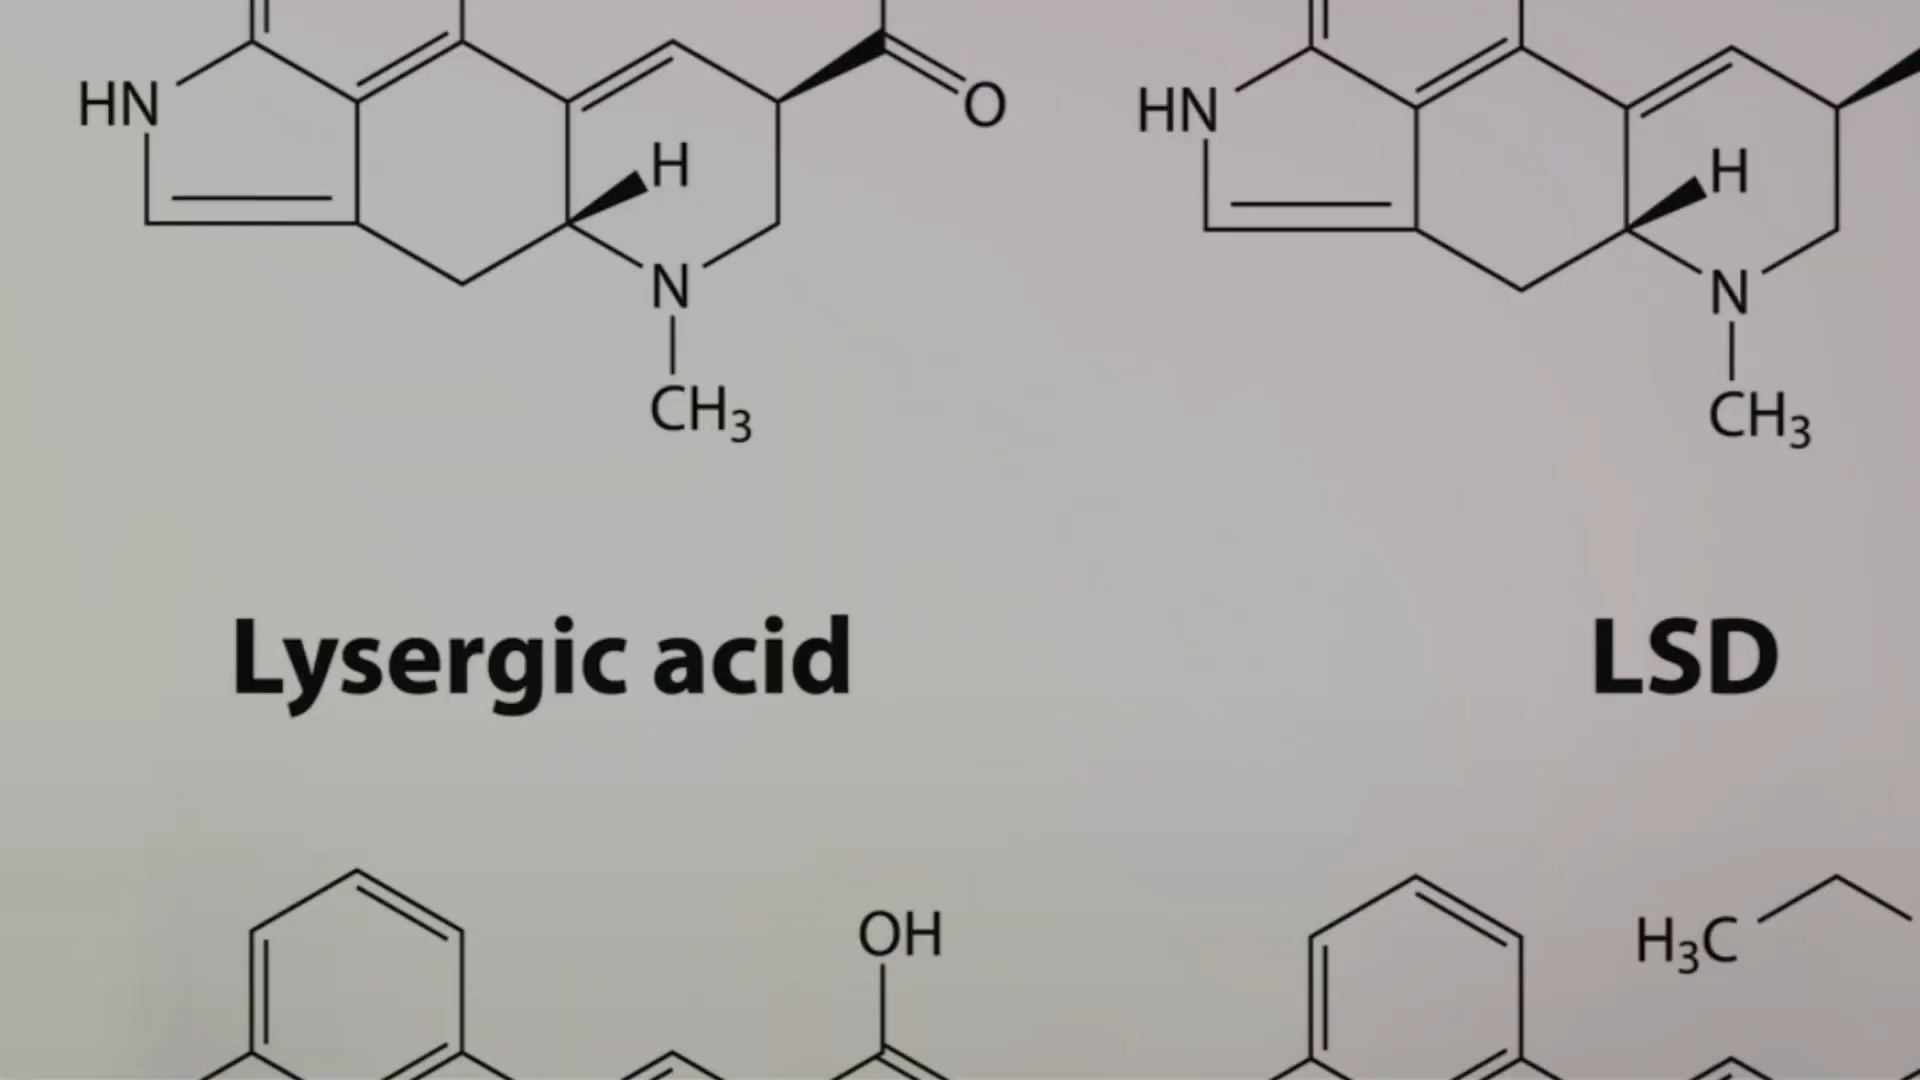 HN
O
H
N
CH3
HN
H
N
CH3
Lysergic acid
LSD
OH
H3C